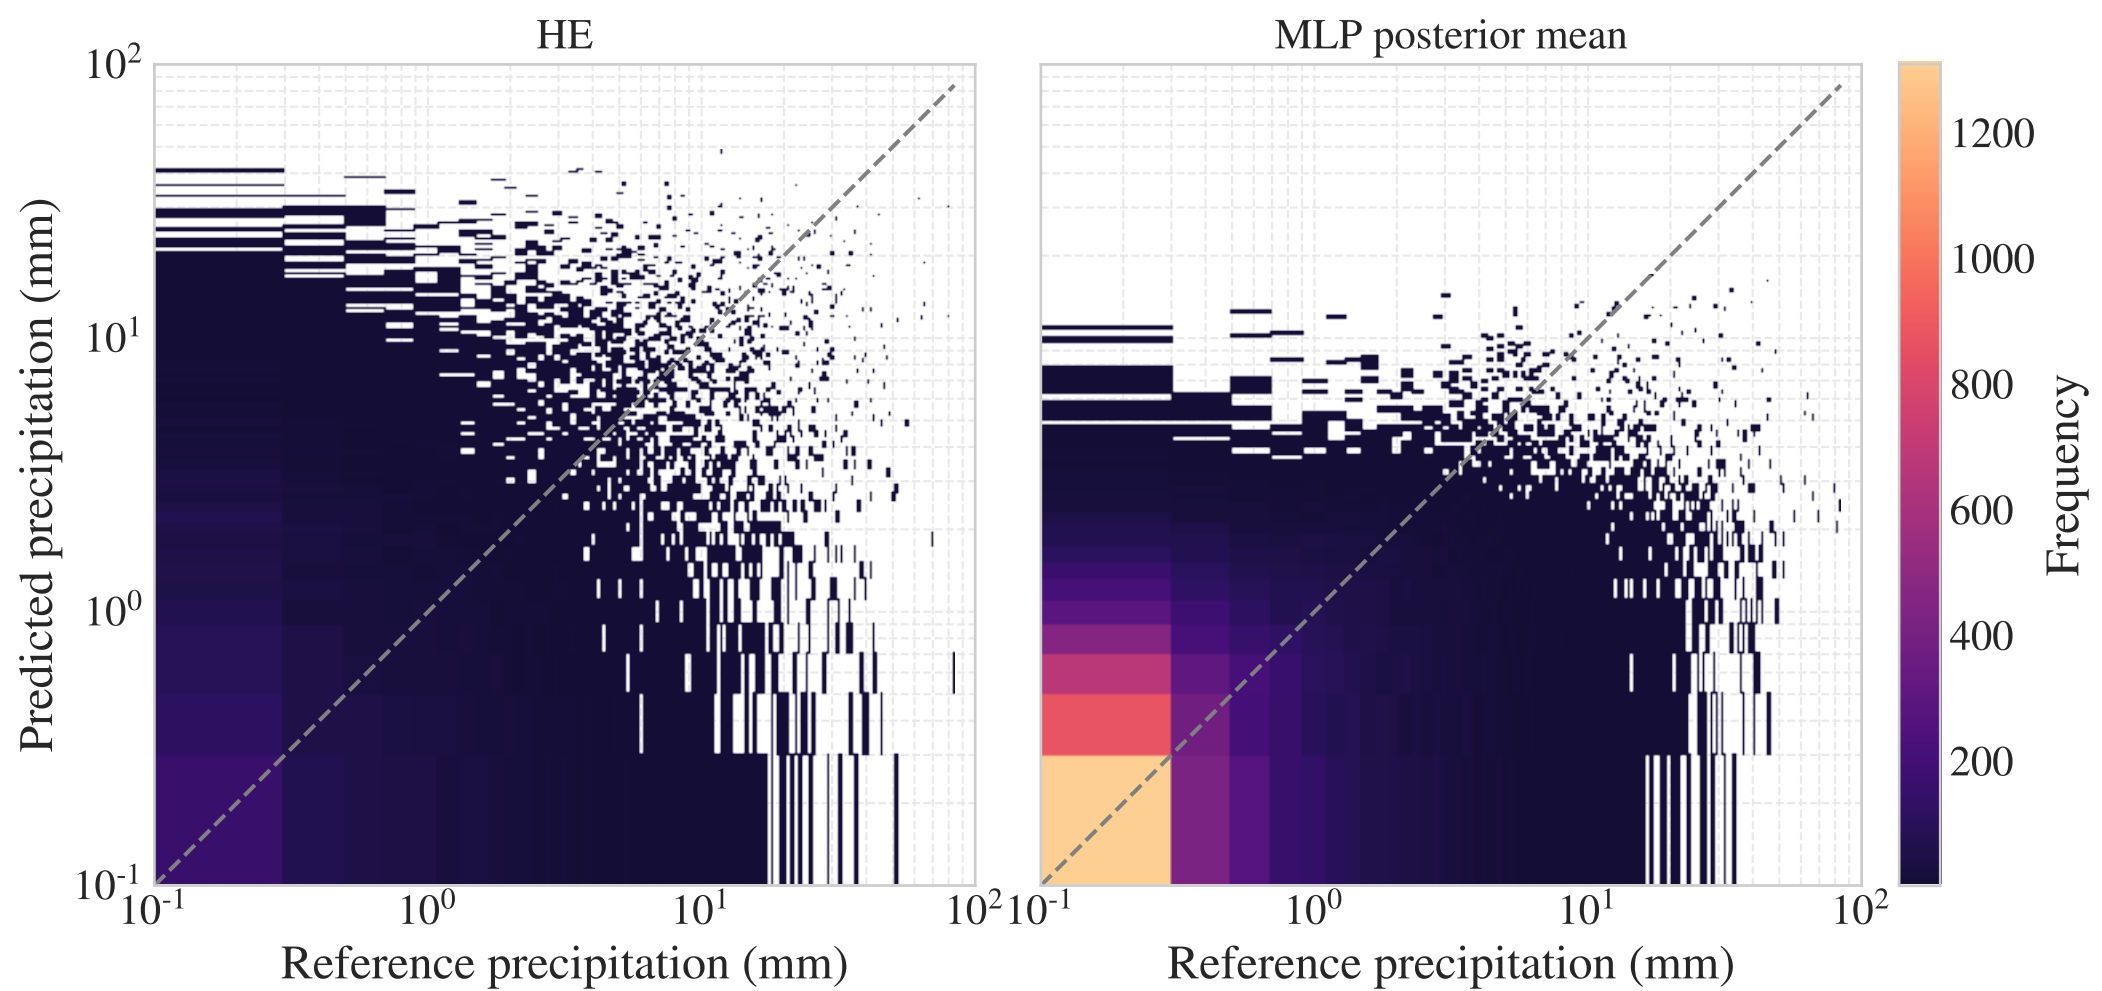 HE
MLP posterior mean
Predicted precipitation (mm)
10²
10¹
10⁰
10⁻¹
10⁻¹ 10⁰ 10¹ 10²
10⁻¹ 10⁰ 10¹ 10²
Reference precipitation (mm)
Reference precipitation (mm)
1200
1000
800
600
400
200
Frequency